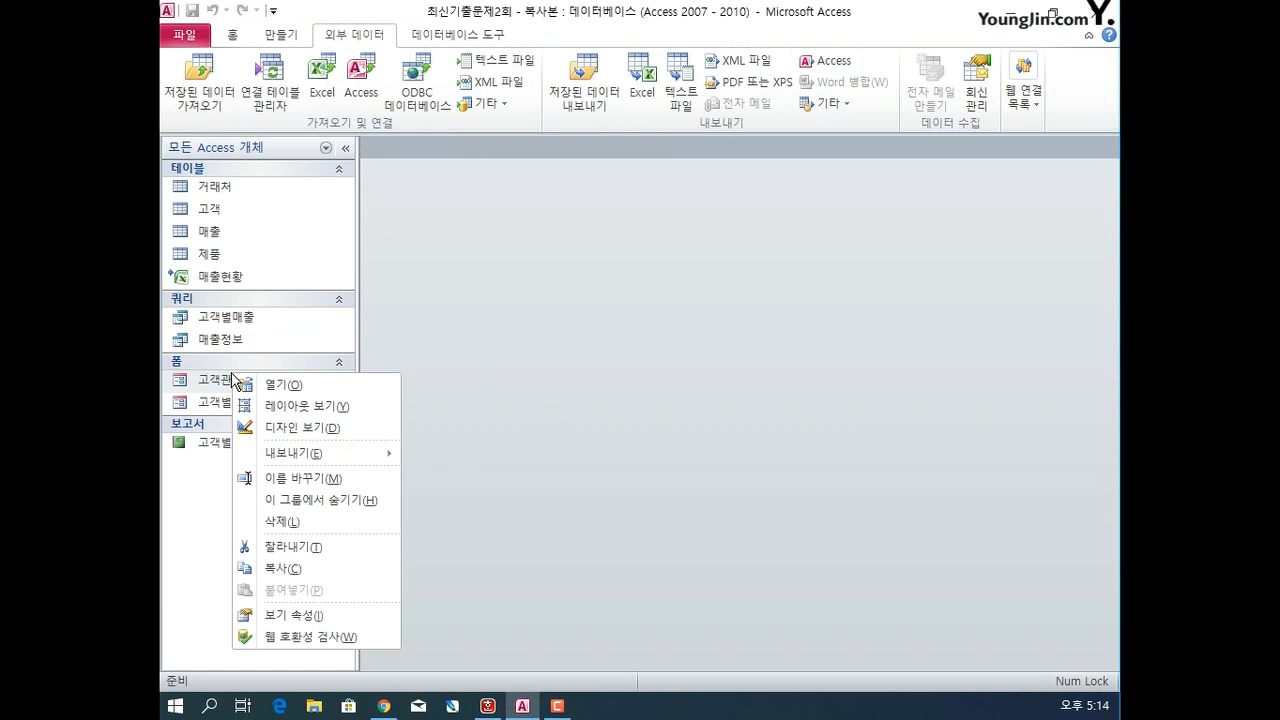 최신기출문제2회 - 복사본 : 데이터베이스 (Access 2007 - 2010) - Microsoft Access
YoungJin.com Y.
파일 홈 만들기 외부 데이터 데이터베이스 도구
저장된 데이터 가져오기
연결 테이블 관리자
Excel
Access
ODBC 데이터베이스
텍스트 파일
XML 파일
기타
가져오기 및 연결
저장된 데이터 내보내기
Excel
텍스트 파일
XML 파일
PDF 또는 XPS
전자 메일
Access
Word 병합(W)
기타
내보내기
전자 메일 만들기
회신 관리
데이터 수집
웹 연결 목록
모든 Access 개체
테이블
거래처
고객
매출
제품
매출현황
쿼리
고객별매출
매출정보
폼
고객관
고객별
보고서
고객별
열기(O)
레이아웃 보기(Y)
디자인 보기(D)
내보내기(E)
이름 바꾸기(M)
이 그룹에서 숨기기(H)
삭제(L)
잘라내기(T)
복사(C)
붙여넣기(P)
보기 속성(I)
웹 호환성 검사(W)
준비
Num Lock
오후 5:14